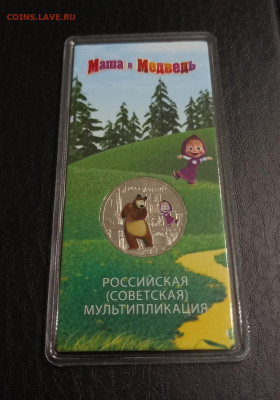 COINS.LAVE.RU
Маша и Медведь
РОССИЙСКАЯ
(СОВЕТСКАЯ)
МУЛЬТИПЛИКАЦИЯ